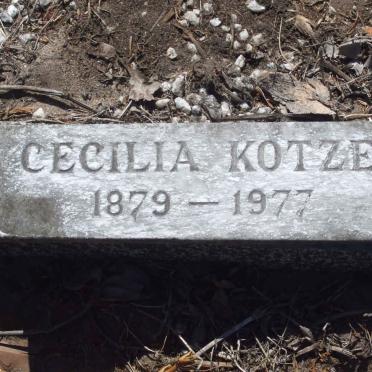 CECILIA KOTZE
1879 – 1977